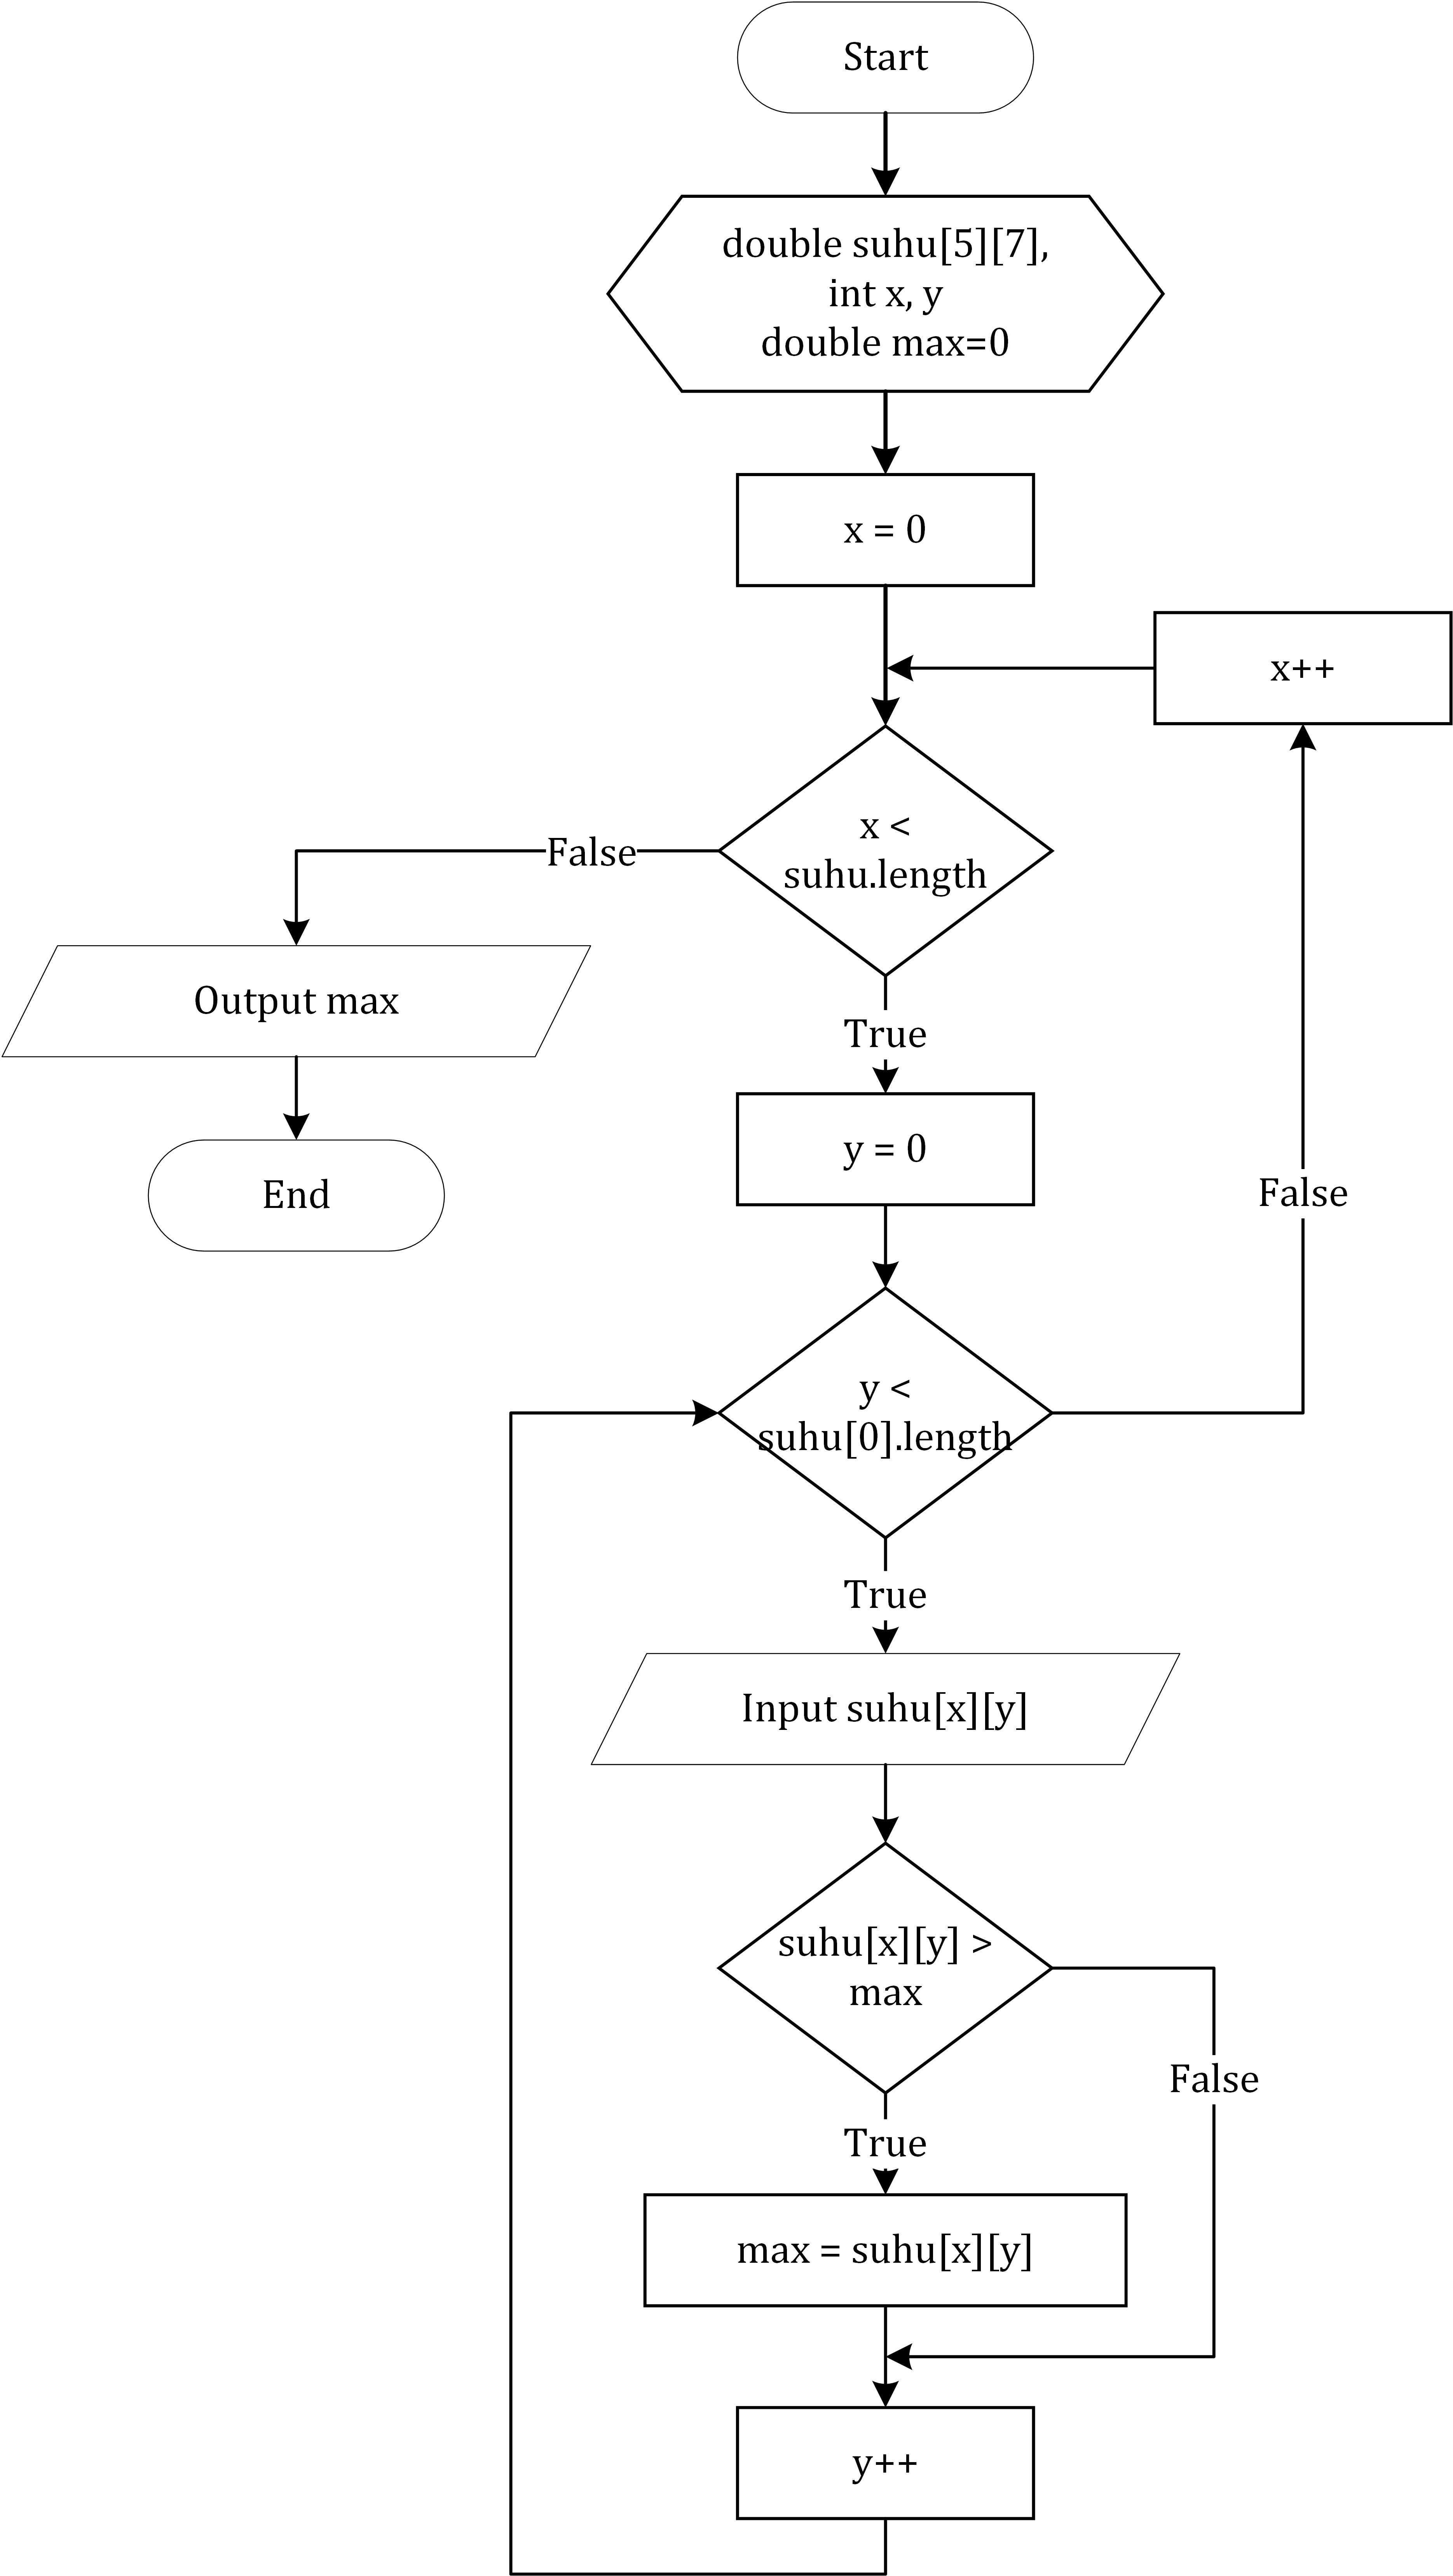 Start
double suhu[5][7],
int x, y
double max=0
x = 0
x++
x <
suhu.length
False
Output max
End
True
y = 0
False
y <
suhu[0].length
True
Input suhu[x][y]
suhu[x][y] >
max
False
True
max = suhu[x][y]
y++